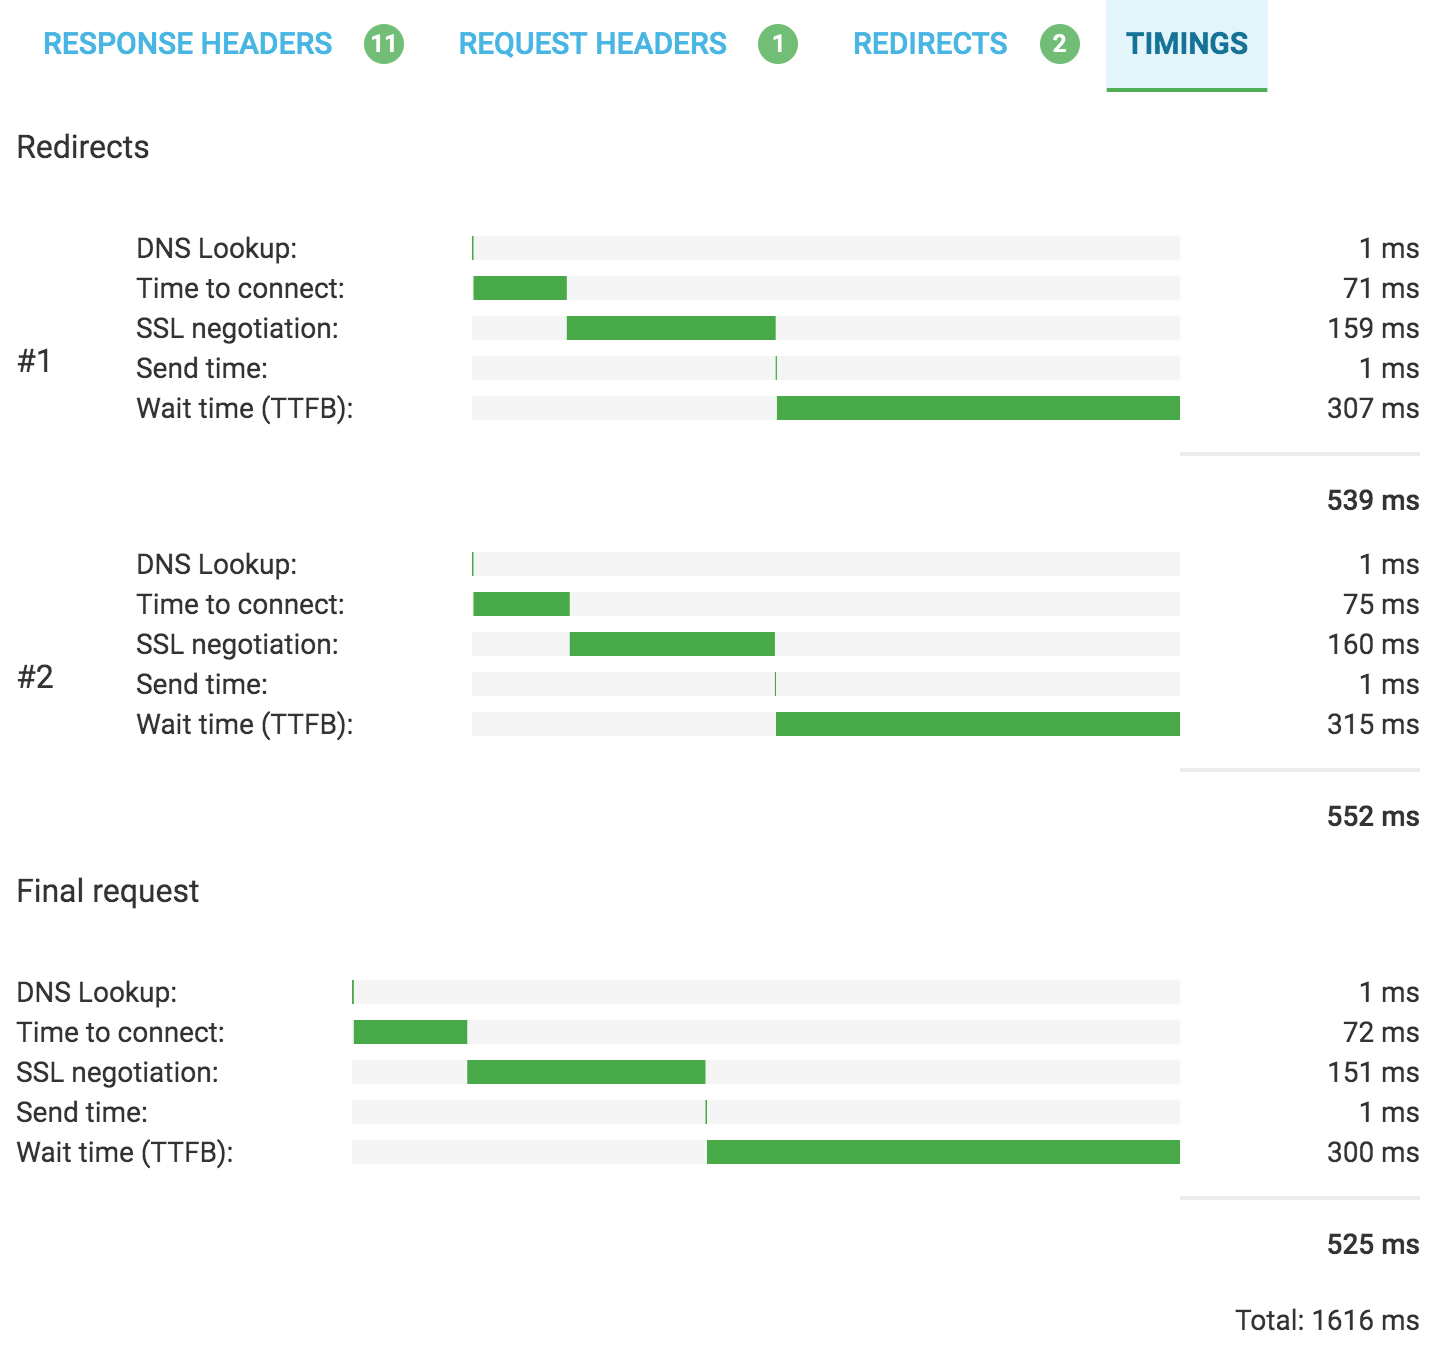 RESPONSE HEADERS 11 REQUEST HEADERS 1 REDIRECTS 2 TIMINGS
Redirects
#1
DNS Lookup: 1 ms
Time to connect: 71 ms
SSL negotiation: 159 ms
Send time: 1 ms
Wait time (TTFB): 307 ms
539 ms
#2
DNS Lookup: 1 ms
Time to connect: 75 ms
SSL negotiation: 160 ms
Send time: 1 ms
Wait time (TTFB): 315 ms
552 ms
Final request
DNS Lookup: 1 ms
Time to connect: 72 ms
SSL negotiation: 151 ms
Send time: 1 ms
Wait time (TTFB): 300 ms
525 ms
Total: 1616 ms